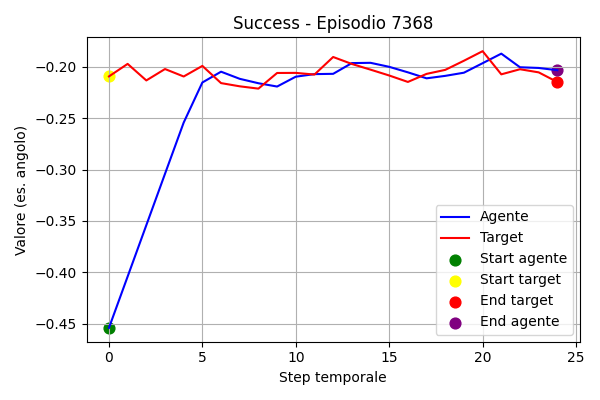 Success - Episodio 7368
Valore (es. angolo)
−0.20
−0.25
−0.30
−0.35
−0.40
−0.45
0
5
10
15
20
25
Step temporale
Agente
Target
Start agente
Start target
End target
End agente